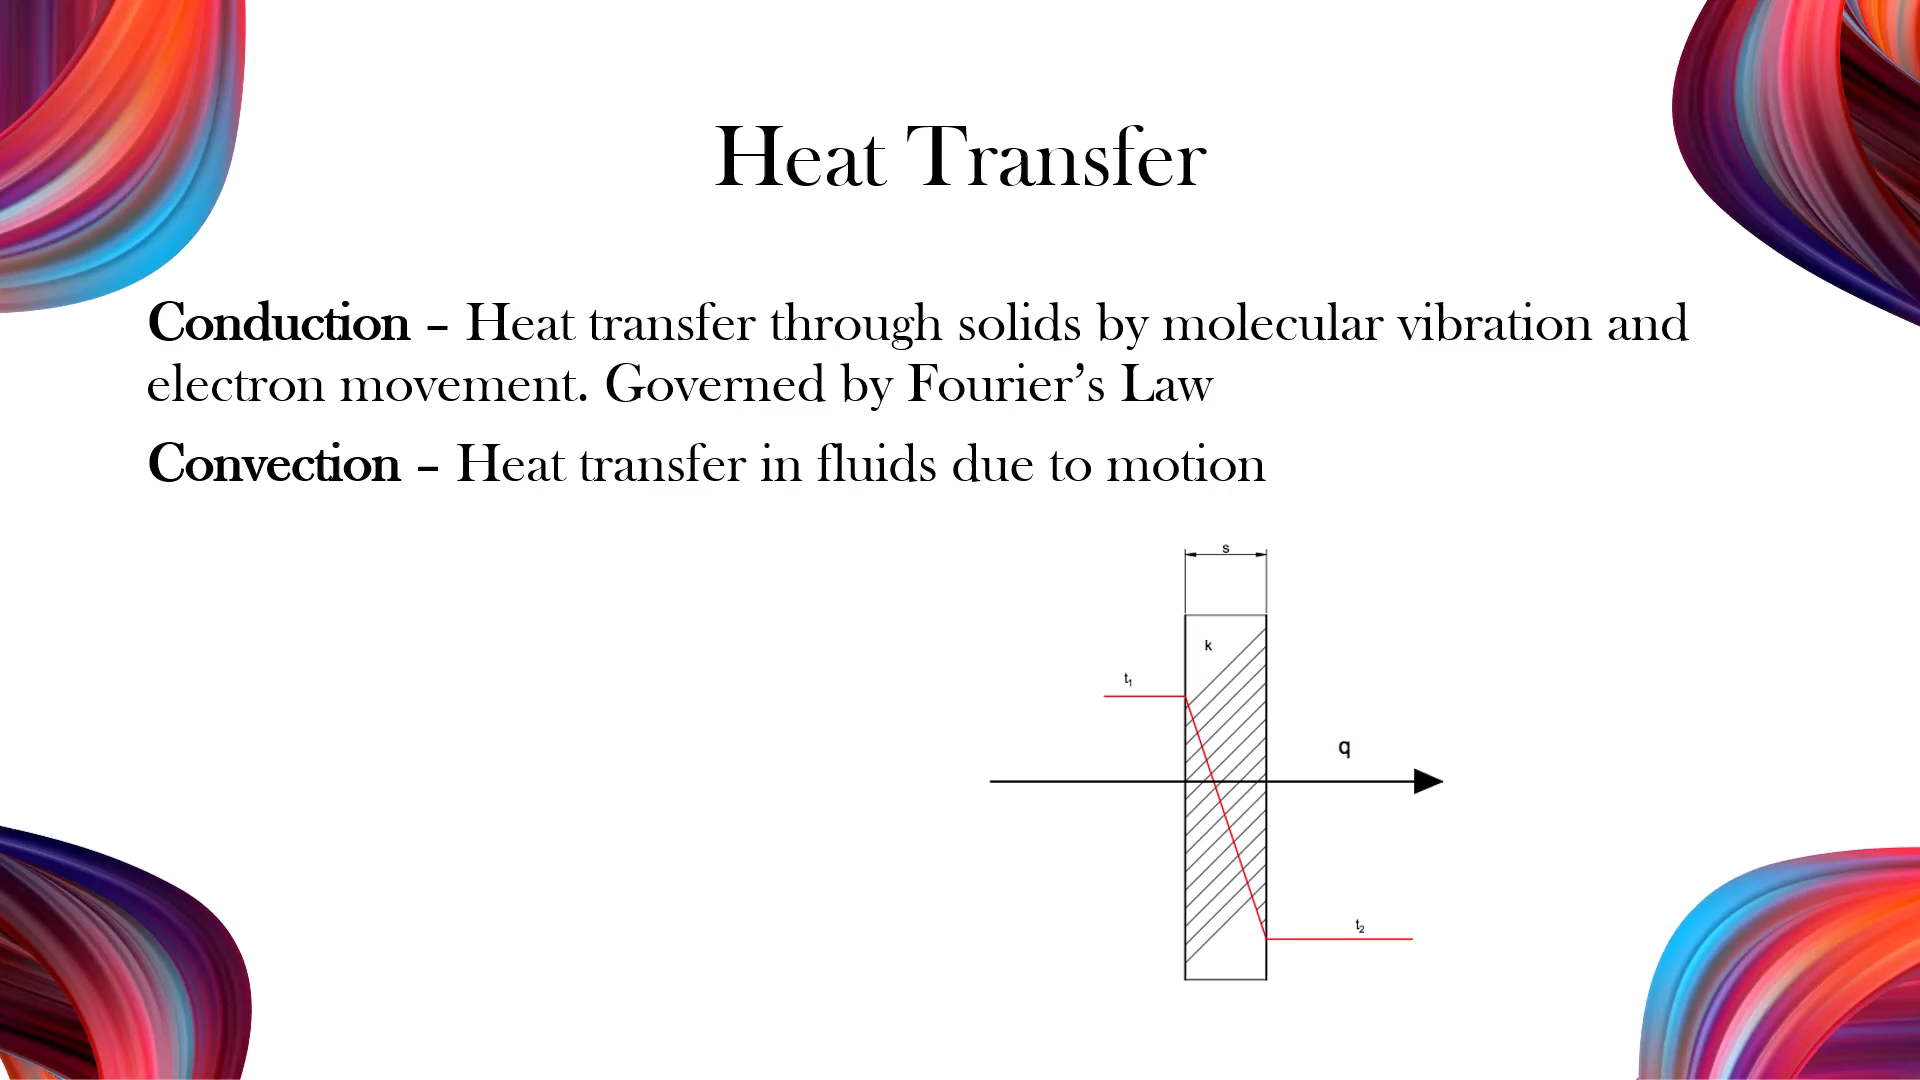 Heat Transfer
Conduction – Heat transfer through solids by molecular vibration and
electron movement. Governed by Fourier’s Law
Convection – Heat transfer in fluids due to motion
s
k
t₁
q
t₂